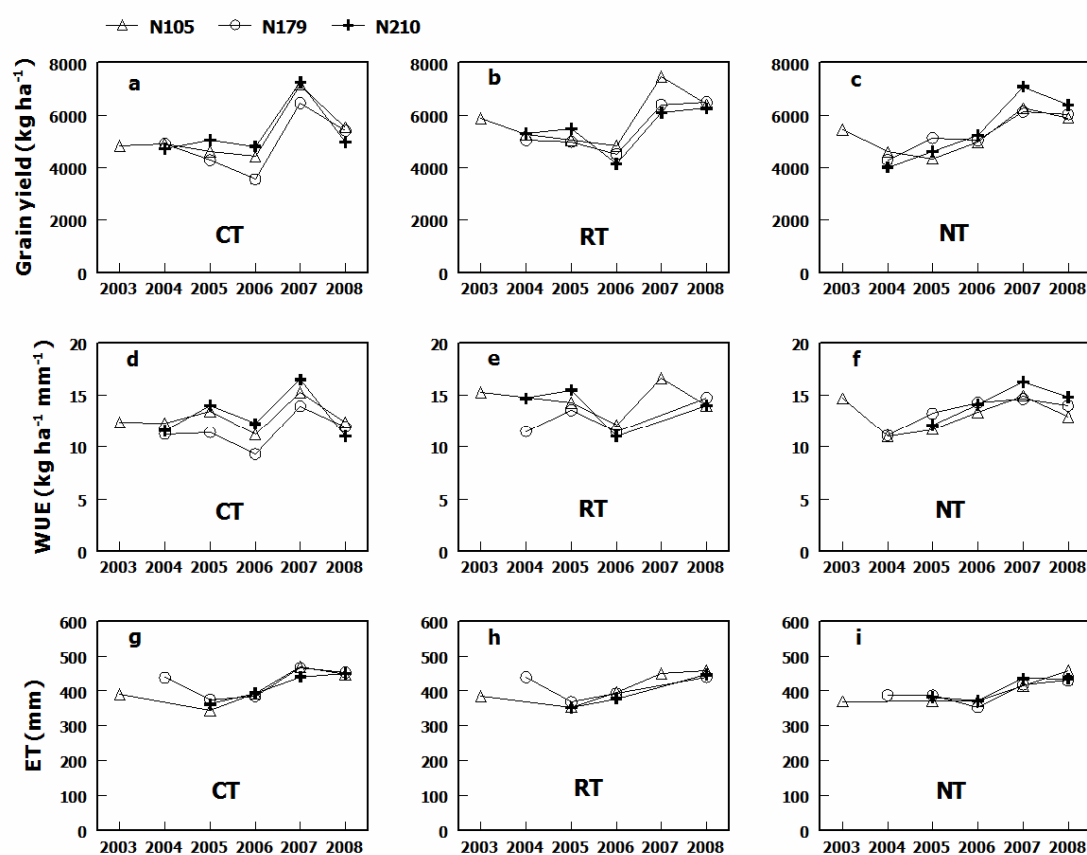 N105 N179 N210
Grain yield (kg ha⁻¹)
8000
6000
4000
2000
0
a
CT
2003 2004 2005 2006 2007 2008
8000
6000
4000
2000
0
b
RT
2003 2004 2005 2006 2007 2008
8000
6000
4000
2000
0
c
NT
2003 2004 2005 2006 2007 2008
WUE (kg ha⁻¹ mm⁻¹)
20
15
10
5
0
d
CT
2003 2004 2005 2006 2007 2008
20
15
10
5
0
e
RT
2003 2004 2005 2006 2007 2008
20
15
10
5
0
f
NT
2003 2004 2005 2006 2007 2008
ET (mm)
600
500
400
300
200
100
0
g
CT
2003 2004 2005 2006 2007 2008
600
500
400
300
200
100
0
h
RT
2003 2004 2005 2006 2007 2008
600
500
400
300
200
100
0
i
NT
2003 2004 2005 2006 2007 2008